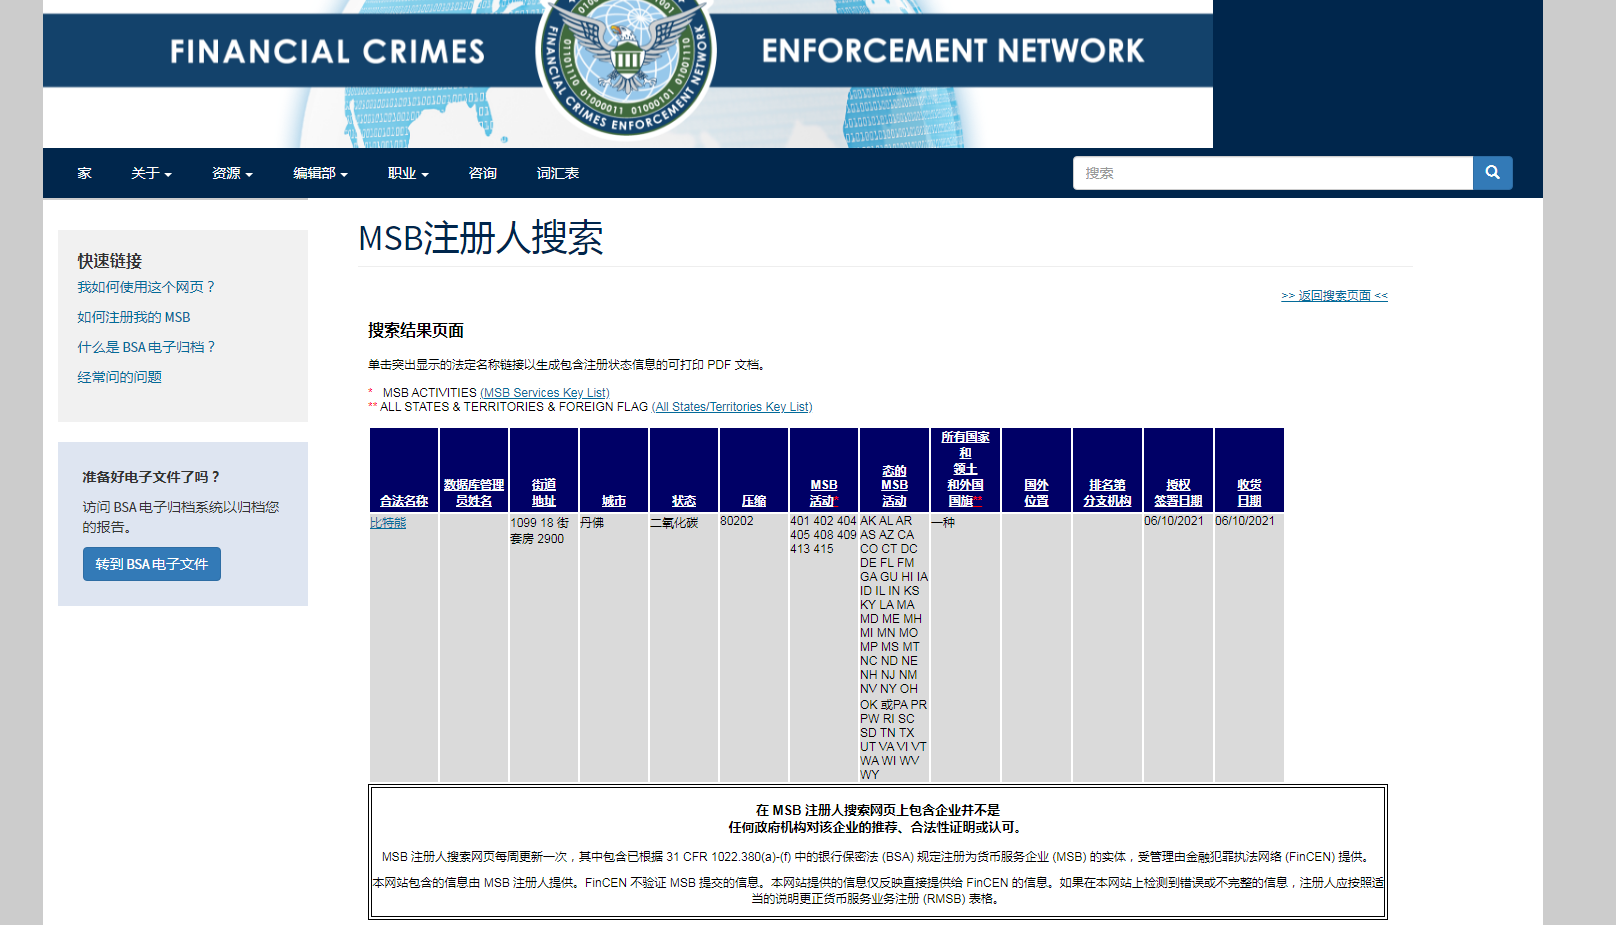 FINANCIAL CRIMES ENFORCEMENT NETWORK
FINANCIAL CRIMES ENFORCEMENT NETWORK
家 关于 资源 编辑部 职业 咨询 词汇表 搜索
快速链接
我如何使用这个网页？
如何注册我的 MSB
什么是 BSA 电子归档？
经常问的问题
准备好电子文件了吗？
访问 BSA 电子归档系统以归档您
的报告。
转到 BSA 电子文件
MSB注册人搜索
>> 返回搜索页面 <<
搜索结果页面
单击突出显示的法定名称链接以生成包含注册状态信息的可打印 PDF 文档。
* MSB ACTIVITIES (MSB Services Key List)
** ALL STATES & TERRITORIES & FOREIGN FLAG (All States/Territories Key List)
合法名称
数据库管理
员姓名
街道
地址
城市
状态
压缩
MSB
活动*
态的
MSB
活动
所有国家
和
领土
和外国
国旗**
国外
位置
排名第
分支机构
授权
签署日期
收货
日期
比特熊
1099 18 街
套房 2900
丹佛
二氧化碳
80202
401 402 404
405 408 409
413 415
AK AL AR
AS AZ CA
CO CT DC
DE FL FM
GA GU HI IA
ID IL IN KS
KY LA MA
MD ME MH
MI MN MO
MP MS MT
NC ND NE
NH NJ NM
NV NY OH
OK 或PA PR
PW RI SC
SD TN TX
UT VA VI VT
WA WI WV
WY
一种
06/10/2021
06/10/2021
在 MSB 注册人搜索网页上包含企业并不是
任何政府机构对该企业的推荐、合法性证明或认可。
MSB 注册人搜索网页每周更新一次，其中包含已根据 31 CFR 1022.380(a)-(f) 中的银行保密法 (BSA) 规定注册为货币服务企业 (MSB) 的实体，受管理由金融犯罪执法网络 (FinCEN) 提供。
本网站包含的信息由 MSB 注册人提供。FinCEN 不验证 MSB 提交的信息。本网站提供的信息仅反映直接提供给 FinCEN 的信息。如果在本网站上检测到错误或不完整的信息，注册人应按照适
当的说明更正货币服务业务注册 (RMSB) 表格。